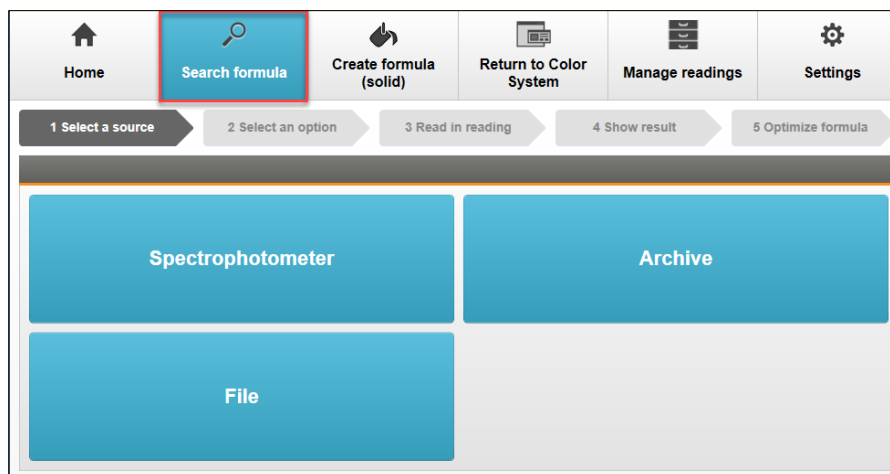 Home
Search formula
Create formula
(solid)
Return to Color
System
Manage readings
Settings
1 Select a source
2 Select an option
3 Read in reading
4 Show result
5 Optimize formula
Spectrophotometer
Archive
File